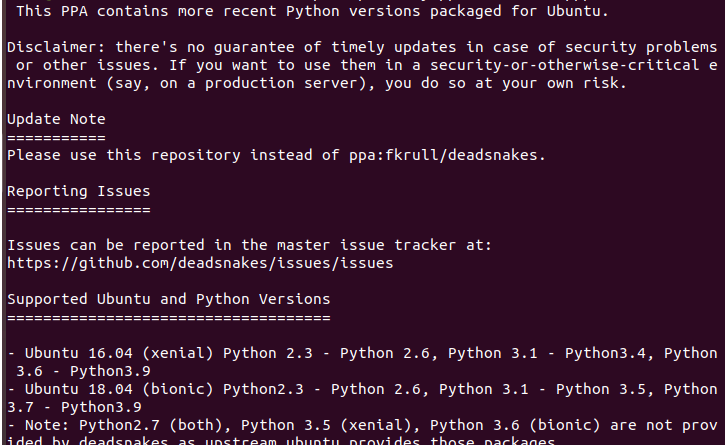 This PPA contains more recent Python versions packaged for Ubuntu.
Disclaimer: there's no guarantee of timely updates in case of security problems
or other issues. If you want to use them in a security-or-otherwise-critical e
nvironment (say, on a production server), you do so at your own risk.
Update Note
===========
Please use this repository instead of ppa:fkrull/deadsnakes.
Reporting Issues
================
Issues can be reported in the master issue tracker at:
https://github.com/deadsnakes/issues/issues
Supported Ubuntu and Python Versions
====================================
- Ubuntu 16.04 (xenial) Python 2.3 - Python 2.6, Python 3.1 - Python3.4, Python
3.6 - Python3.9
- Ubuntu 18.04 (bionic) Python2.3 - Python 2.6, Python 3.1 - Python 3.5, Python
3.7 - Python3.9
- Note: Python2.7 (both), Python 3.5 (xenial), Python 3.6 (bionic) are not prov
ided by deadsnakes as upstream ubuntu provides those packages.